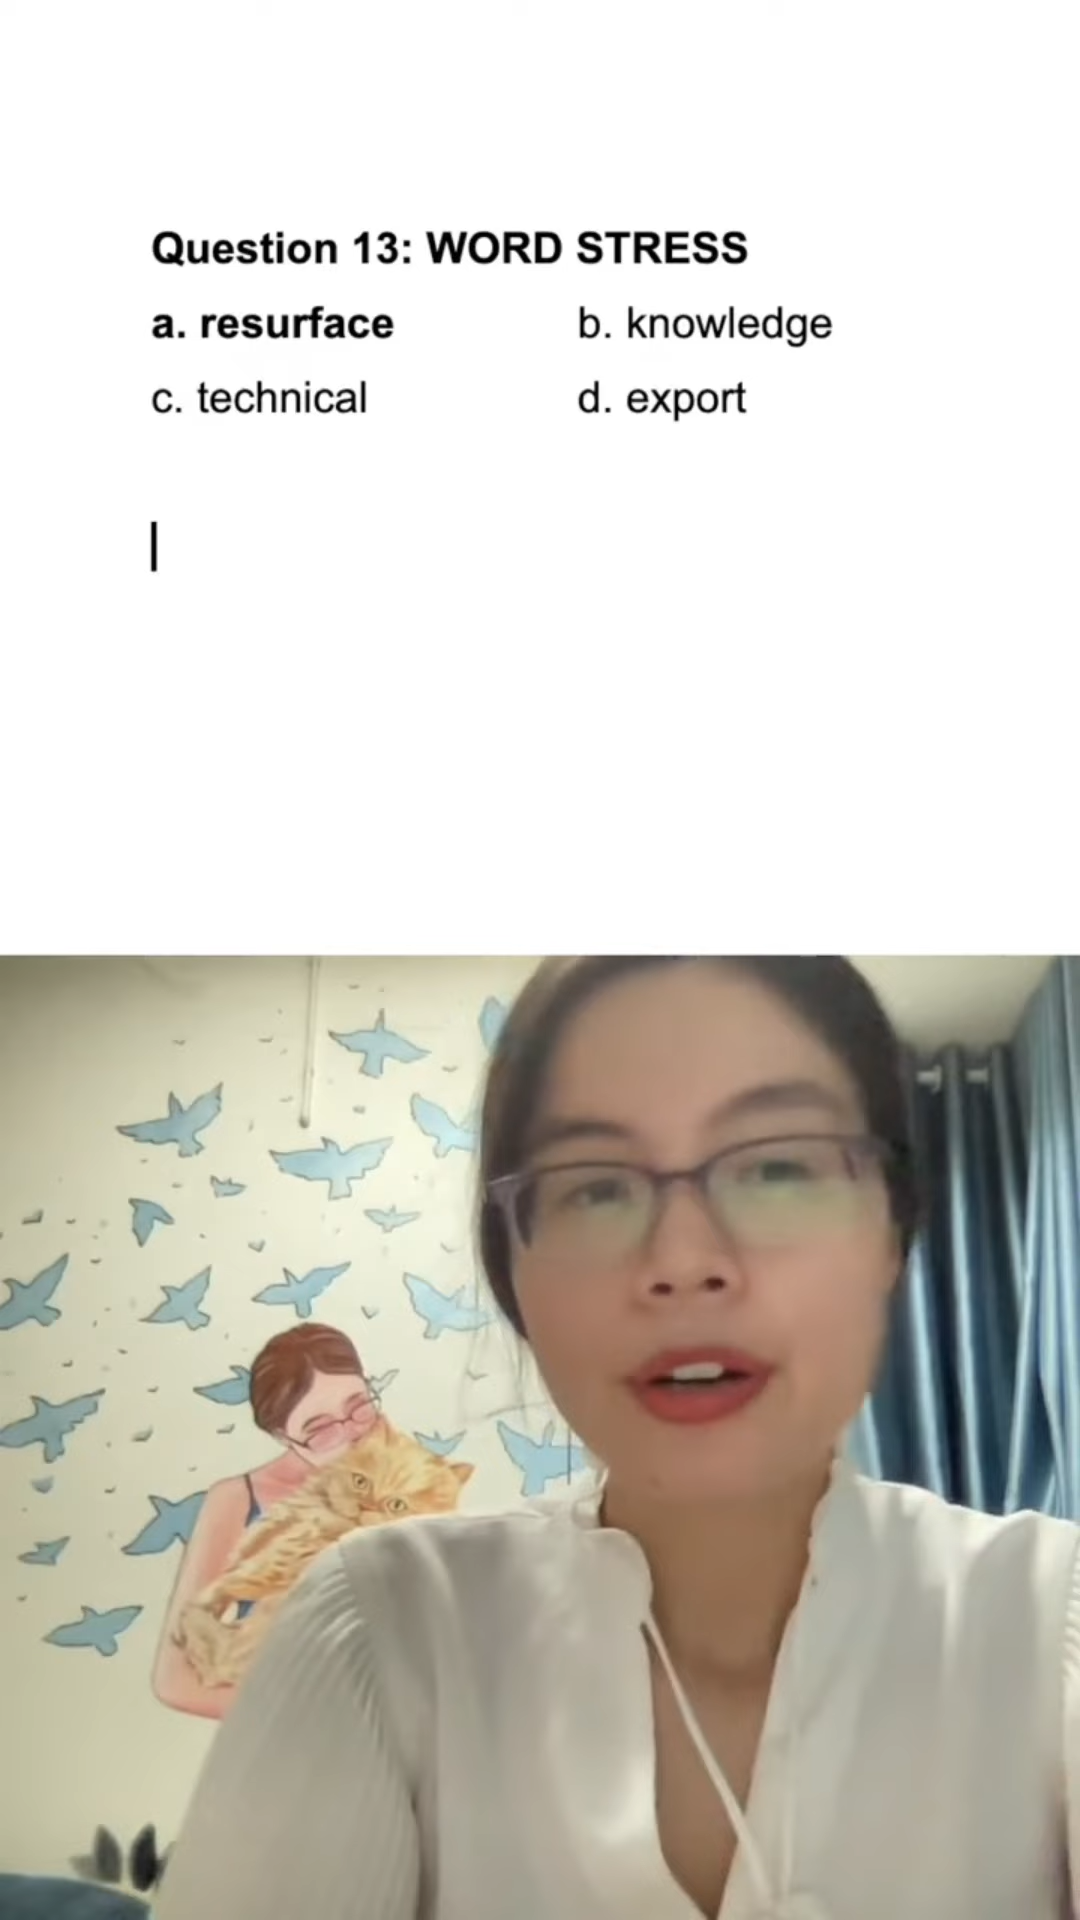 Question 13: WORD STRESS
a. resurface b. knowledge
c. technical d. export